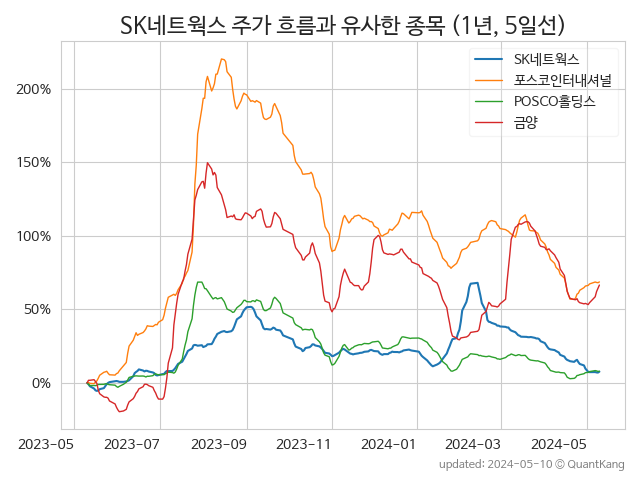 SK네트웍스 주가 흐름과 유사한 종목 (1년, 5일선)
SK네트웍스
포스코인터내셔널
POSCO홀딩스
금양
200%
150%
100%
50%
0%
2023-05 2023-07 2023-09 2023-11 2024-01 2024-03 2024-05
updated: 2024-05-10 © QuantKang